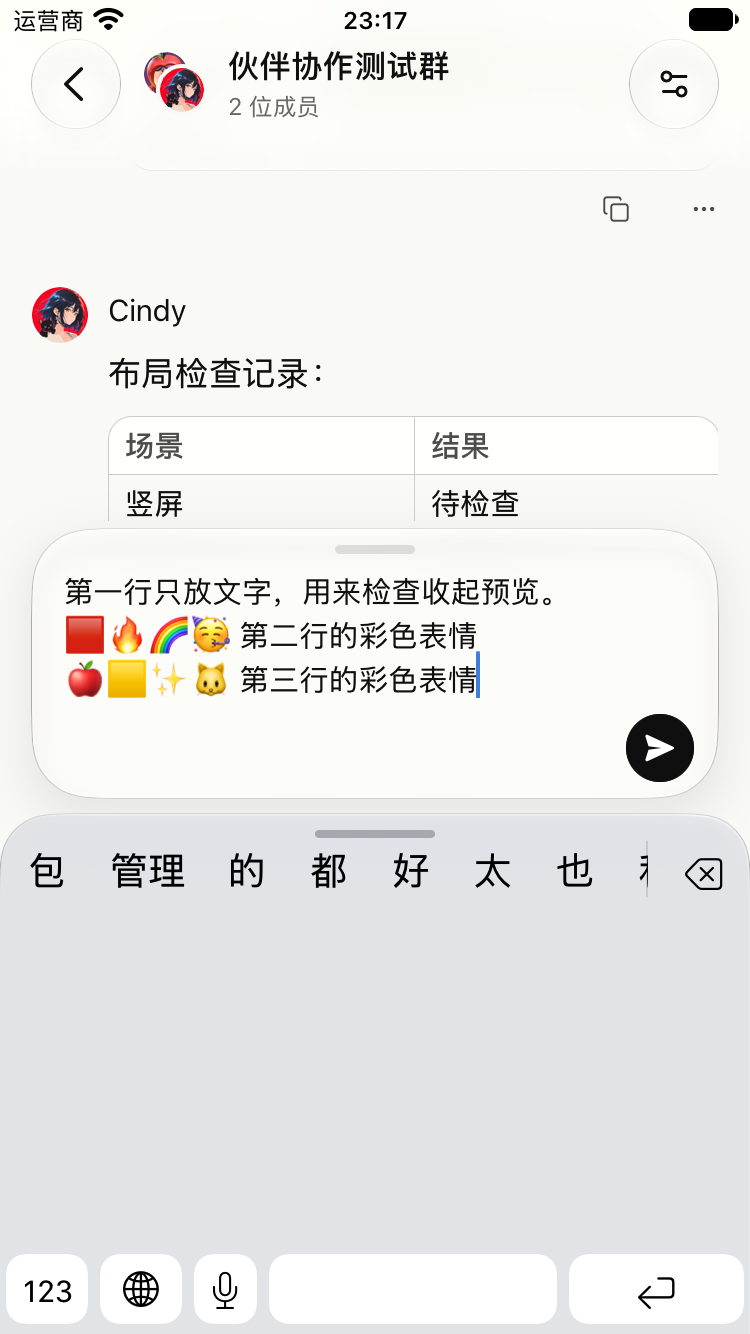 运营商
23:17
伙伴协作测试群
2 位成员
Cindy
布局检查记录：
场景 结果
竖屏 待检查
第一行只放文字，用来检查收起预览。
🟥🔥🌈🥳 第二行的彩色表情
🍎🟨✨🐱 第三行的彩色表情
包 管理 的 都 好 太 也
123